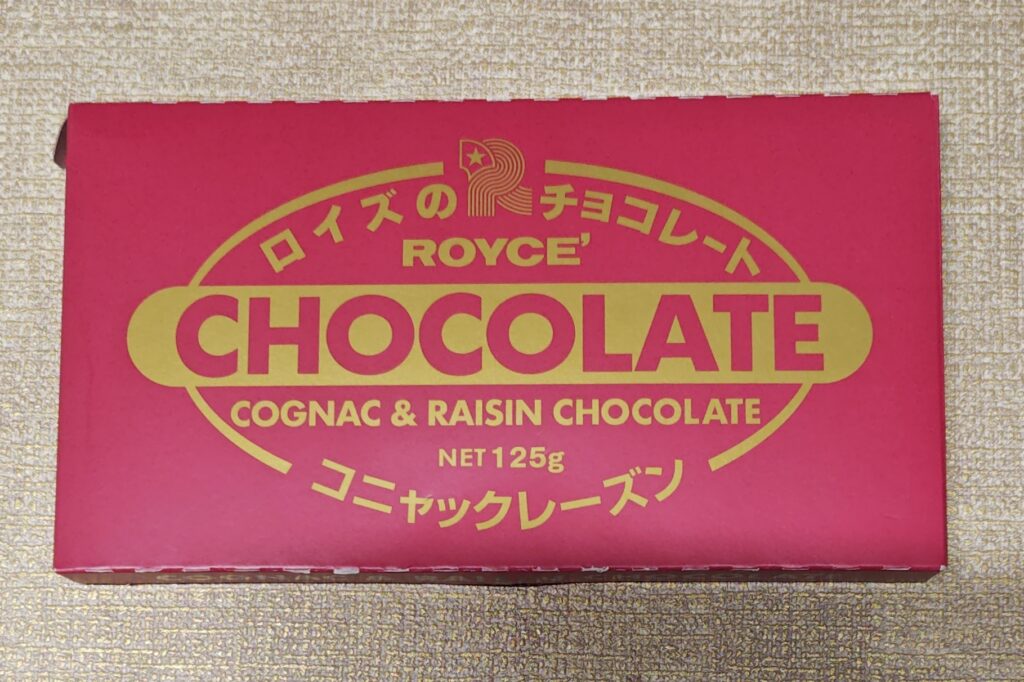 ロイズのチョコレート
ROYCE'
CHOCOLATE
COGNAC & RAISIN CHOCOLATE
NET 125g
コニャックレーズン